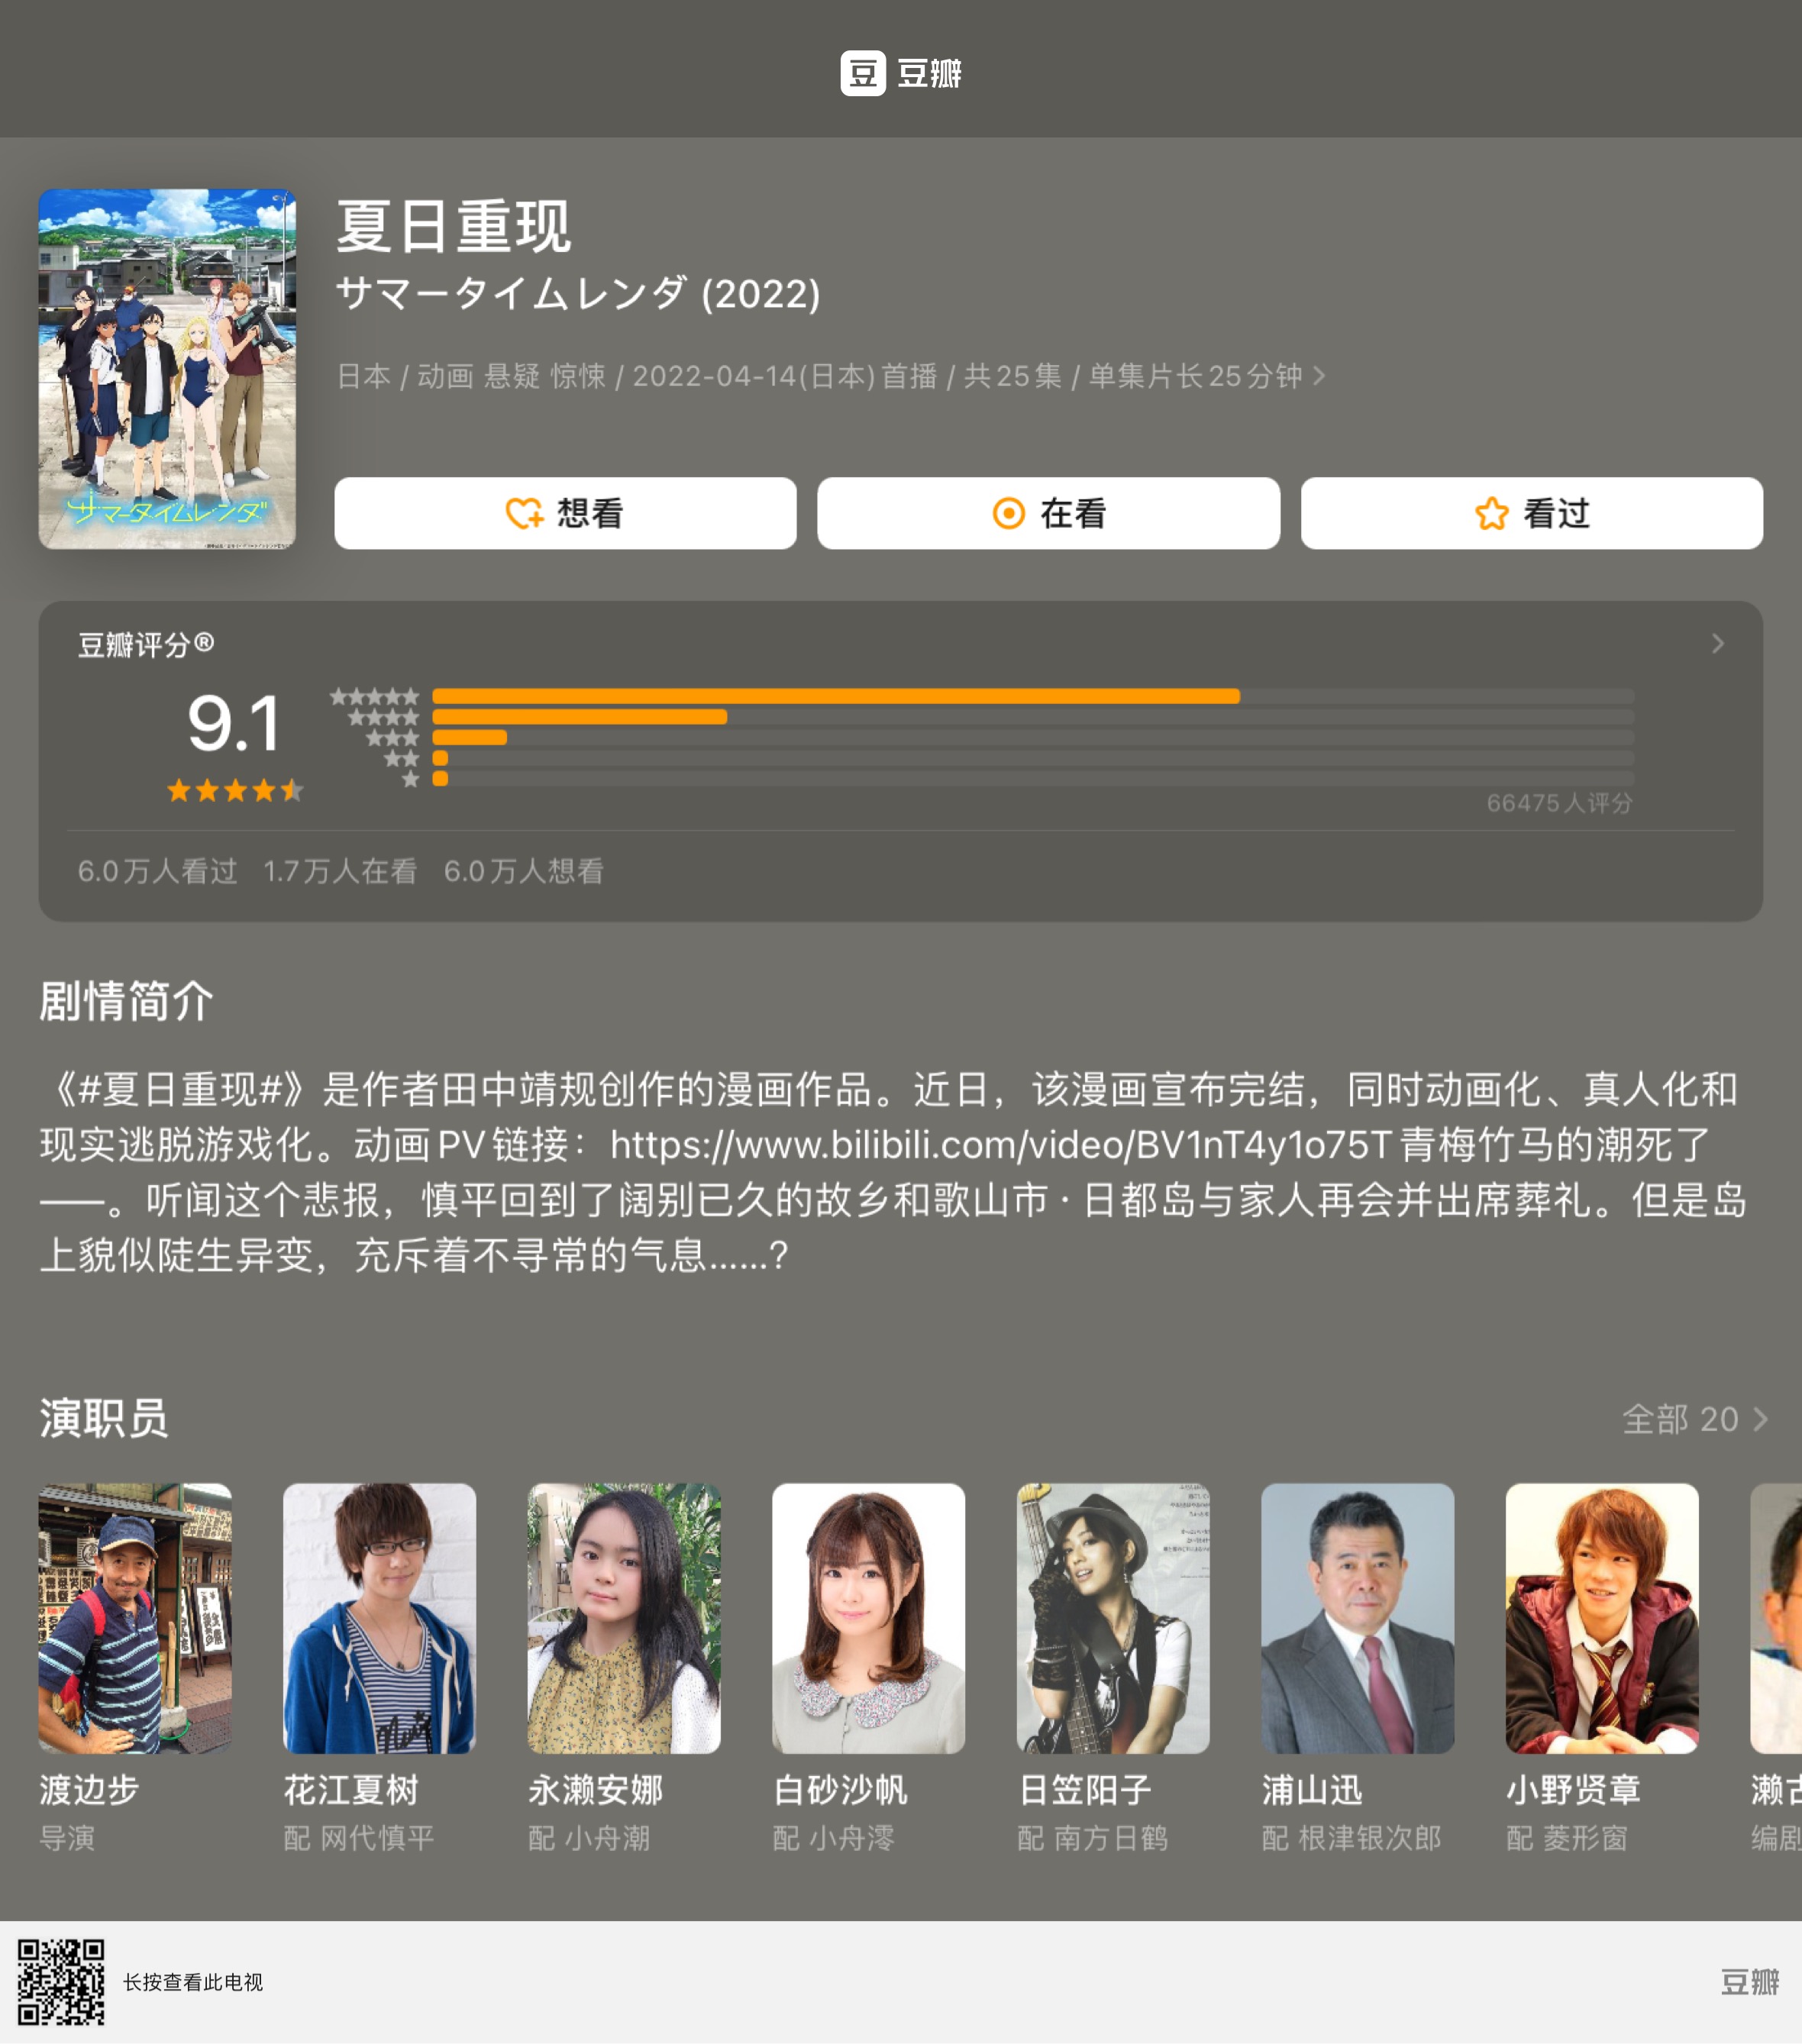 豆 豆瓣
夏日重现
サマータイムレンダ (2022)
日本 / 动画 悬疑 惊悚 / 2022-04-14(日本)首播 / 共25集 / 单集片长25分钟
サマータイムレンダ
想看
在看
看过
豆瓣评分®
9.1
66475人评分
6.0万人看过 1.7万人在看 6.0万人想看
剧情简介
《#夏日重现#》是作者田中靖规创作的漫画作品。近日，该漫画宣布完结，同时动画化、真人化和
现实逃脱游戏化。动画PV链接：https://www.bilibili.com/video/BV1nT4y1o75T青梅竹马的潮死了
——。听闻这个悲报，慎平回到了阔别已久的故乡和歌山市·日都岛与家人再会并出席葬礼。但是岛
上貌似陡生异变，充斥着不寻常的气息……?
演职员
全部 20
渡边步
导演
花江夏树
配 网代慎平
永濑安娜
配 小舟潮
白砂沙帆
配 小舟澪
日笠阳子
配 南方日鹤
浦山迅
配 根津银次郎
小野贤章
配 菱形窗
濑古
编剧
长按查看此电视
豆瓣